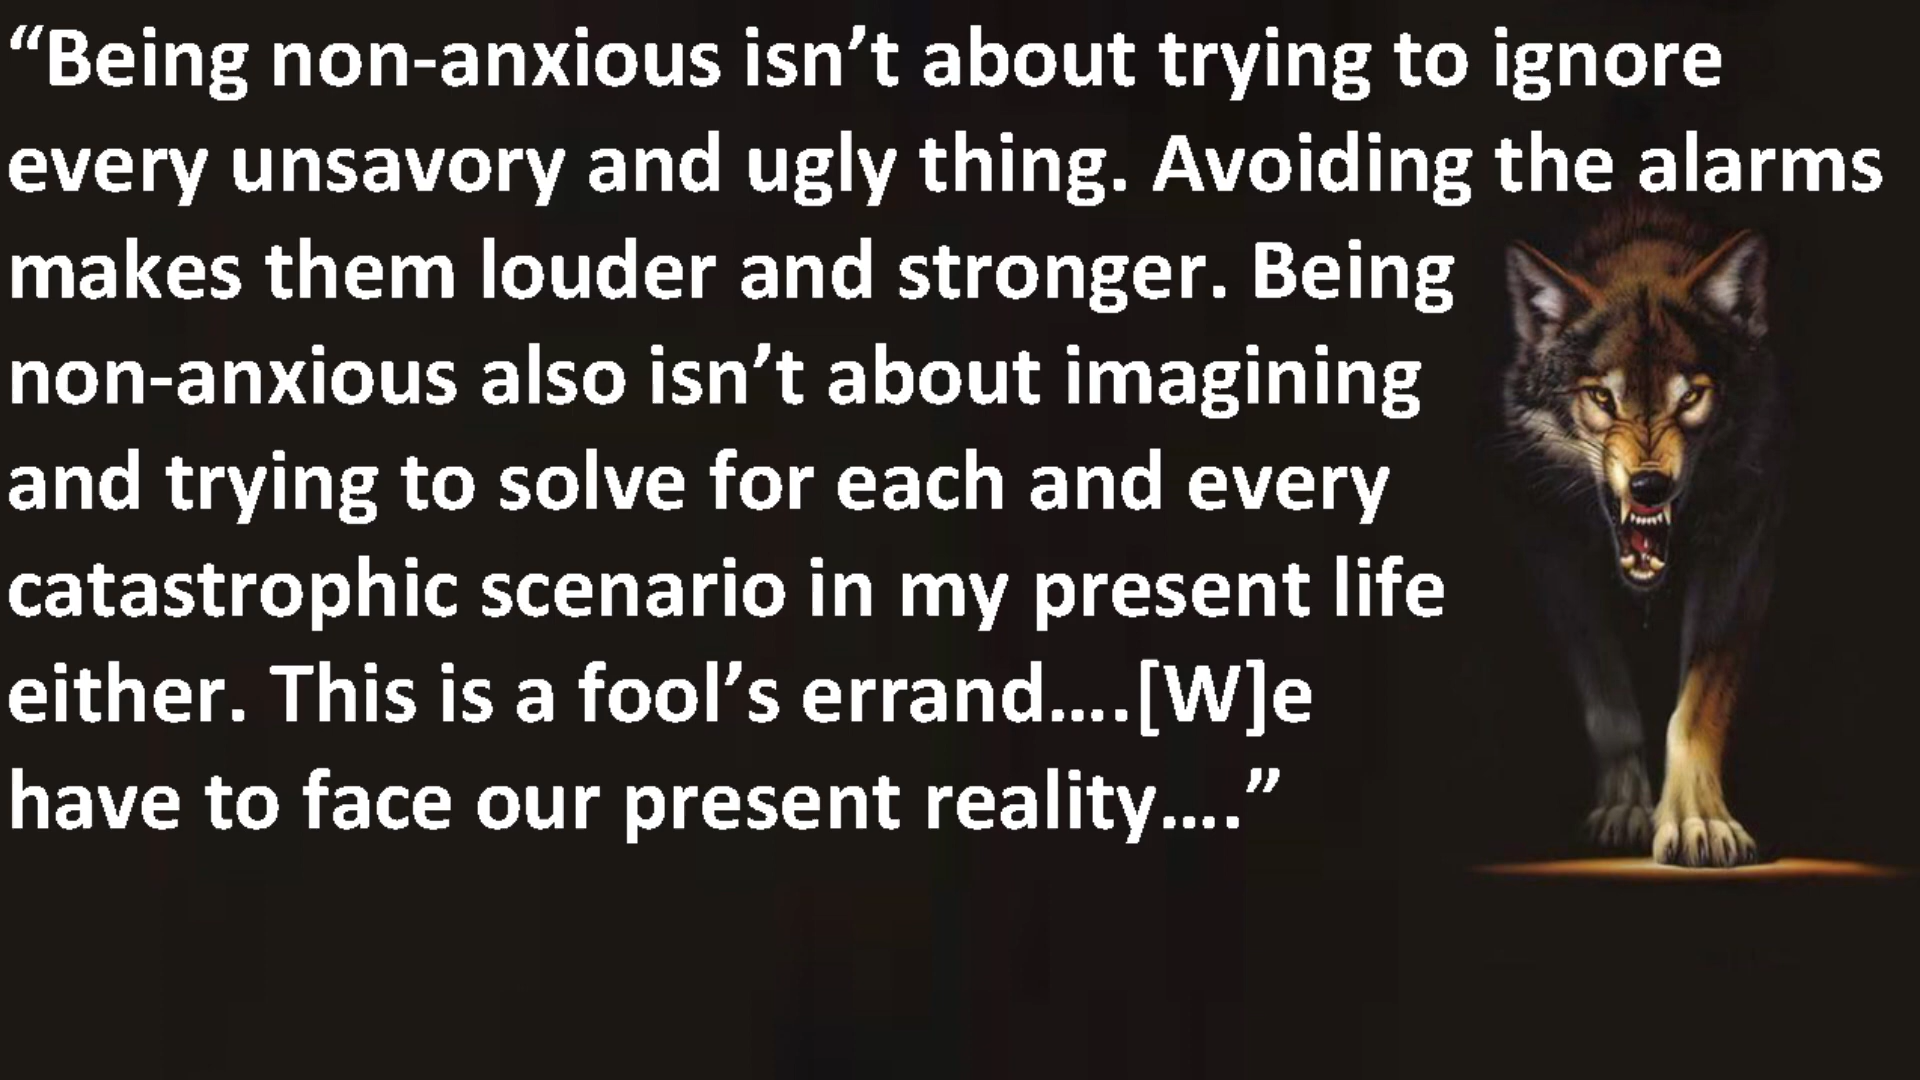 “Being non-anxious isn’t about trying to ignore
every unsavory and ugly thing. Avoiding the alarms
makes them louder and stronger. Being
non-anxious also isn’t about imagining
and trying to solve for each and every
catastrophic scenario in my present life
either. This is a fool’s errand….[W]e
have to face our present reality….”